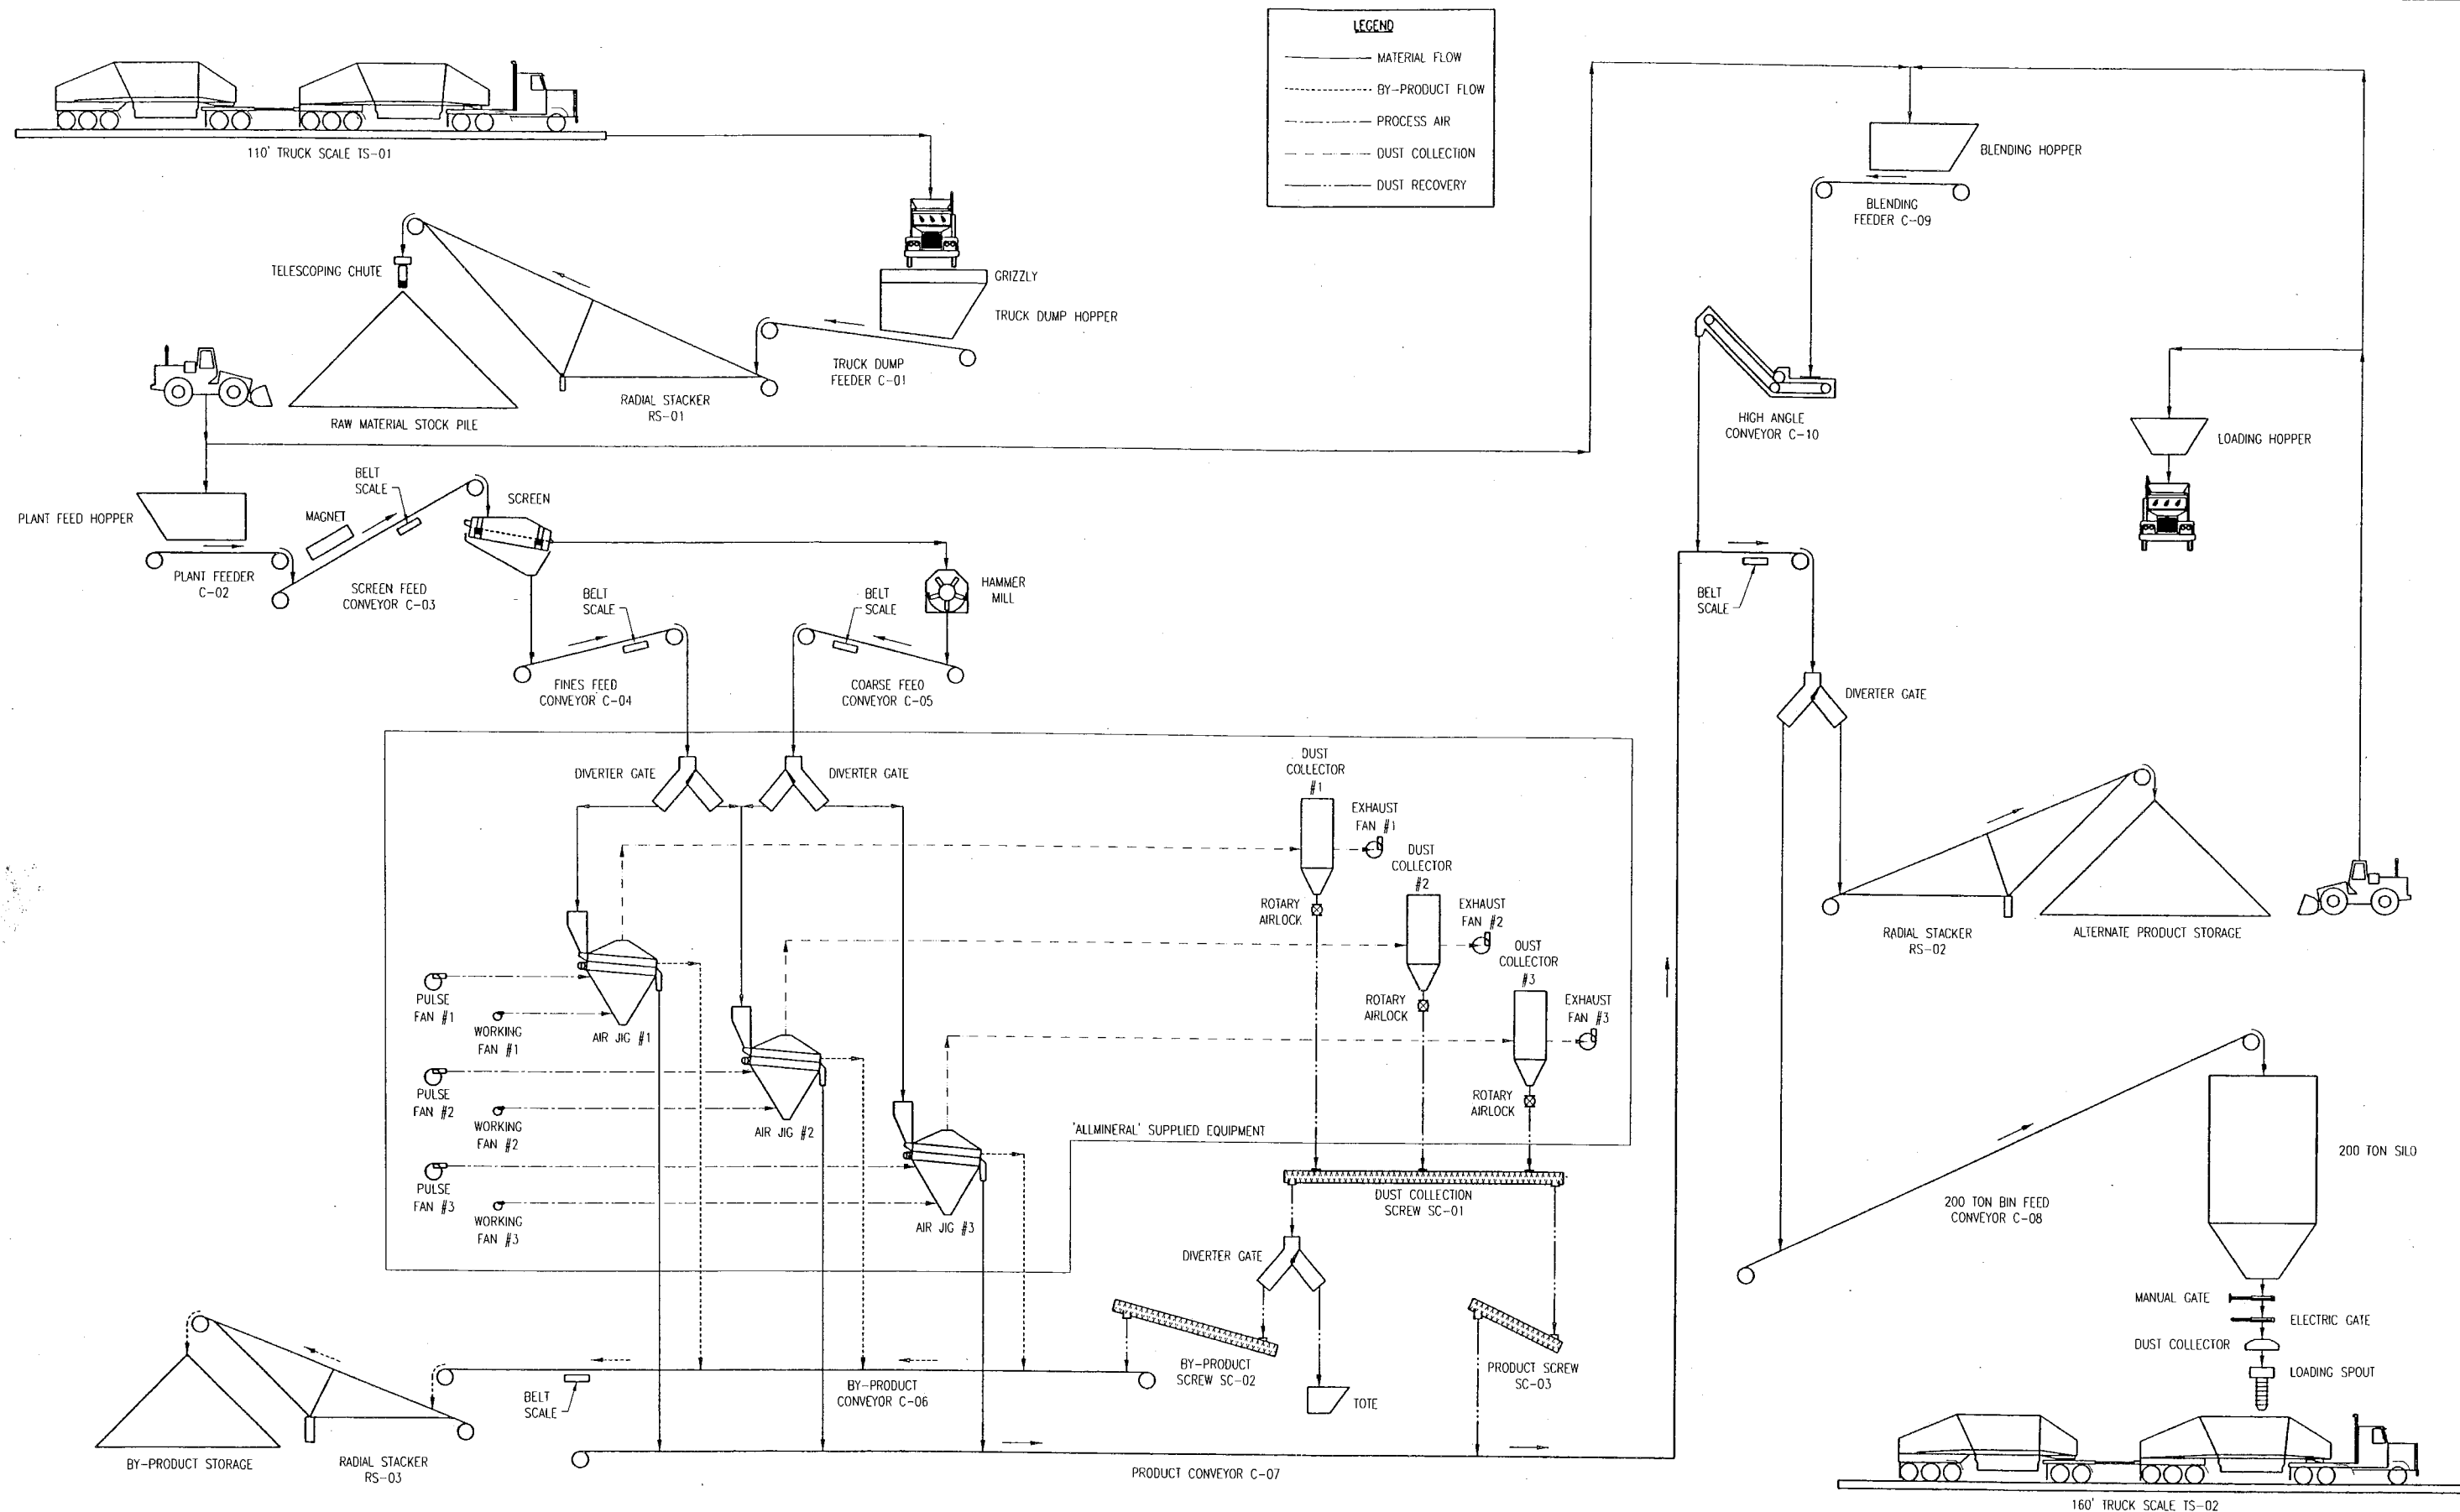 LEGEND
MATERIAL FLOW
BY-PRODUCT FLOW
PROCESS AIR
DUST COLLECTION
DUST RECOVERY
110' TRUCK SCALE TS-01
TELESCOPING CHUTE
GRIZZLY
TRUCK DUMP HOPPER
TRUCK DUMP
FEEDER C-01
RADIAL STACKER
RS-01
RAW MATERIAL STOCK PILE
BLENDING HOPPER
BLENDING
FEEDER C-09
HIGH ANGLE
CONVEYOR C-10
LOADING HOPPER
PLANT FEED HOPPER
PLANT FEEDER
C-02
MAGNET
BELT
SCALE
SCREEN FEED
CONVEYOR C-03
SCREEN
HAMMER
MILL
BELT
SCALE
FINES FEED
CONVEYOR C-04
BELT
SCALE
COARSE FEED
CONVEYOR C-05
BELT
SCALE
DIVERTER GATE
DIVERTER GATE
DIVERTER GATE
DUST
COLLECTOR
#1
EXHAUST
FAN #1
ROTARY
AIRLOCK
DUST
COLLECTOR
#2
EXHAUST
FAN #2
ROTARY
AIRLOCK
DUST
COLLECTOR
#3
EXHAUST
FAN #3
ROTARY
AIRLOCK
PULSE
FAN #1
WORKING
FAN #1
AIR JIG #1
PULSE
FAN #2
WORKING
FAN #2
AIR JIG #2
PULSE
FAN #3
WORKING
FAN #3
AIR JIG #3
'ALLMINERAL' SUPPLIED EQUIPMENT
DUST COLLECTION
SCREW SC-01
DIVERTER GATE
BY-PRODUCT
SCREW SC-02
TOTE
PRODUCT SCREW
SC-03
BY-PRODUCT
CONVEYOR C-06
BELT
SCALE
BY-PRODUCT STORAGE
RADIAL STACKER
RS-03
PRODUCT CONVEYOR C-07
RADIAL STACKER
RS-02
ALTERNATE PRODUCT STORAGE
200 TON BIN FEED
CONVEYOR C-08
200 TON SILO
MANUAL GATE
ELECTRIC GATE
DUST COLLECTOR
LOADING SPOUT
160' TRUCK SCALE TS-02